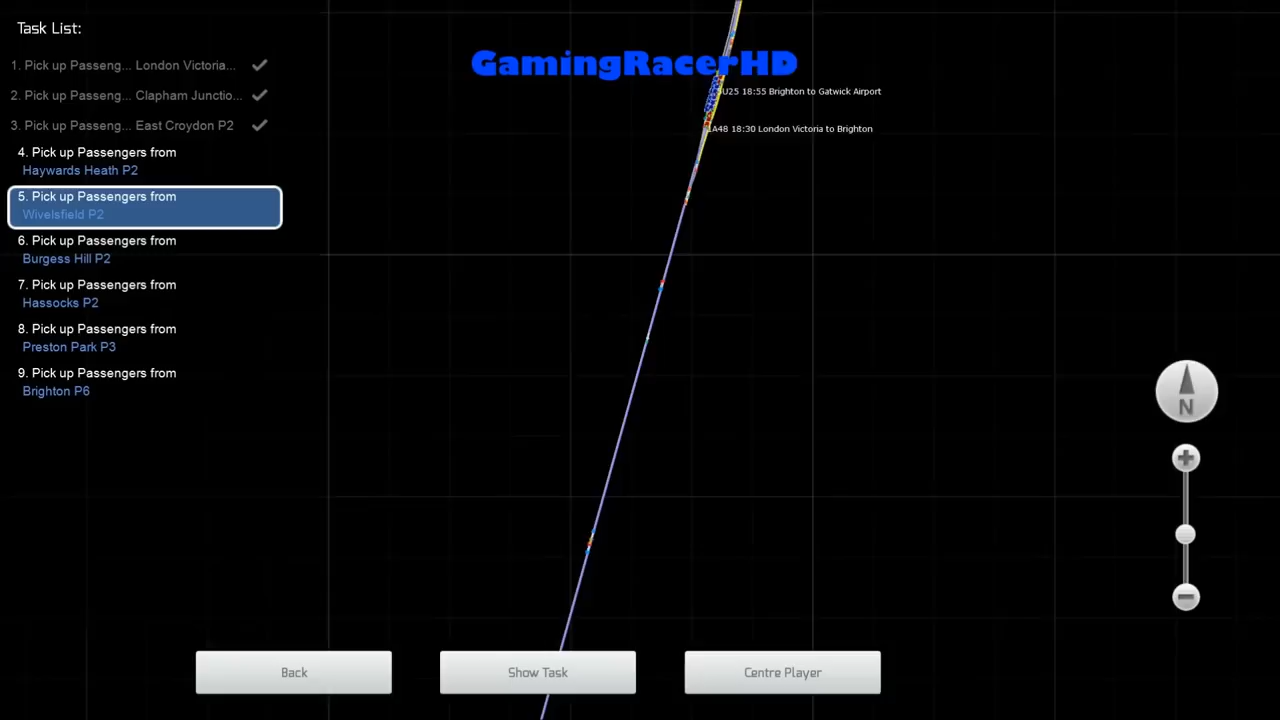 Task List:
1. Pick up Passeng... London Victoria...
2. Pick up Passeng... Clapham Junctio...
3. Pick up Passeng... East Croydon P2
4. Pick up Passengers from
Haywards Heath P2
5. Pick up Passengers from
Wivelsfield P2
6. Pick up Passengers from
Burgess Hill P2
7. Pick up Passengers from
Hassocks P2
8. Pick up Passengers from
Preston Park P3
9. Pick up Passengers from
Brighton P6
GamingRacerHD
18:55 Brighton to Gatwick Airport
1A48 18:30 London Victoria to Brighton
N
Back
Show Task
Centre Player